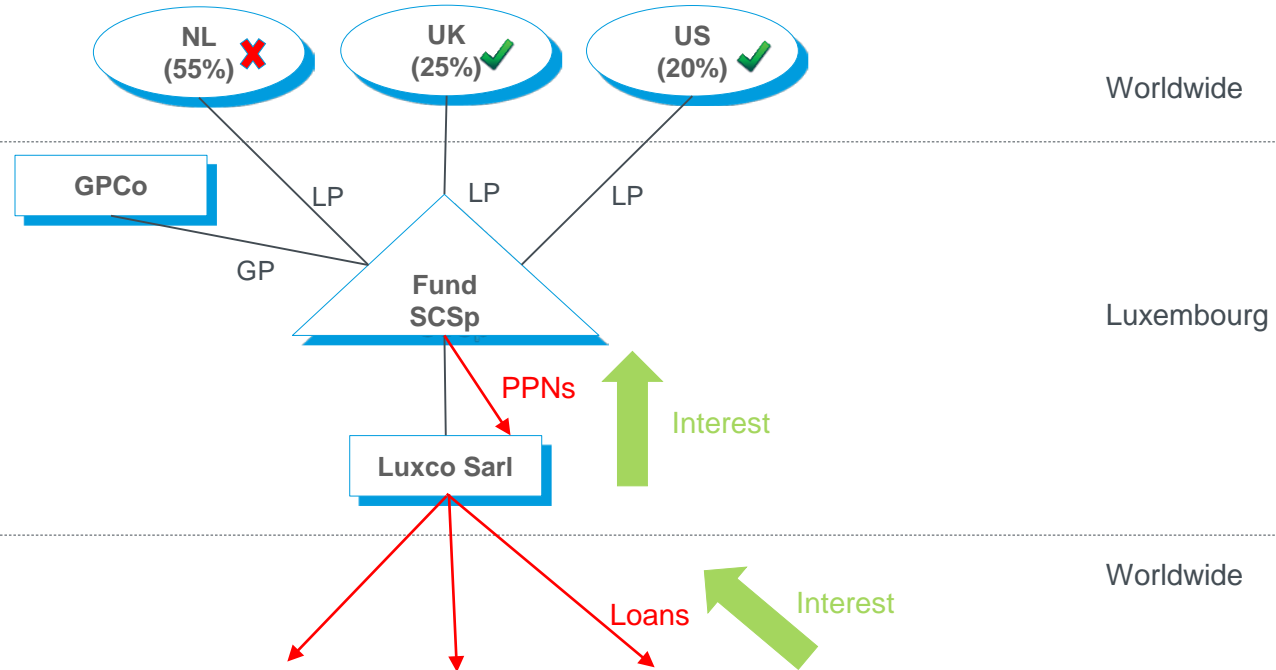 NL
(55%)
UK
(25%)
US
(20%)
Worldwide
GPCo
LP
LP
LP
GP
Fund
SCSp
Luxembourg
PPNs
Interest
Luxco Sarl
Worldwide
Loans
Interest